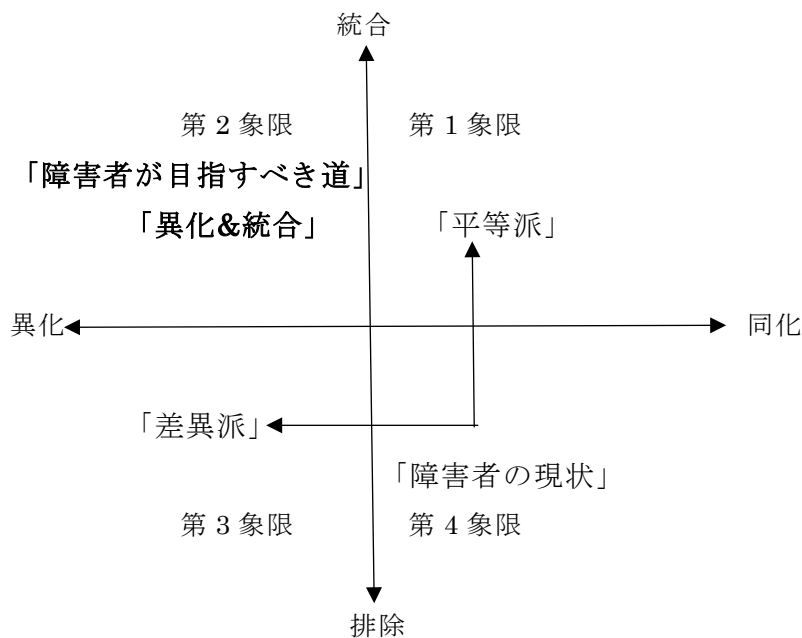 統合
第 2 象限
第 1 象限
「障害者が目指すべき道」
「異化&統合」
「平等派」
異化
同化
「差異派」
「障害者の現状」
第 3 象限
第 4 象限
排除